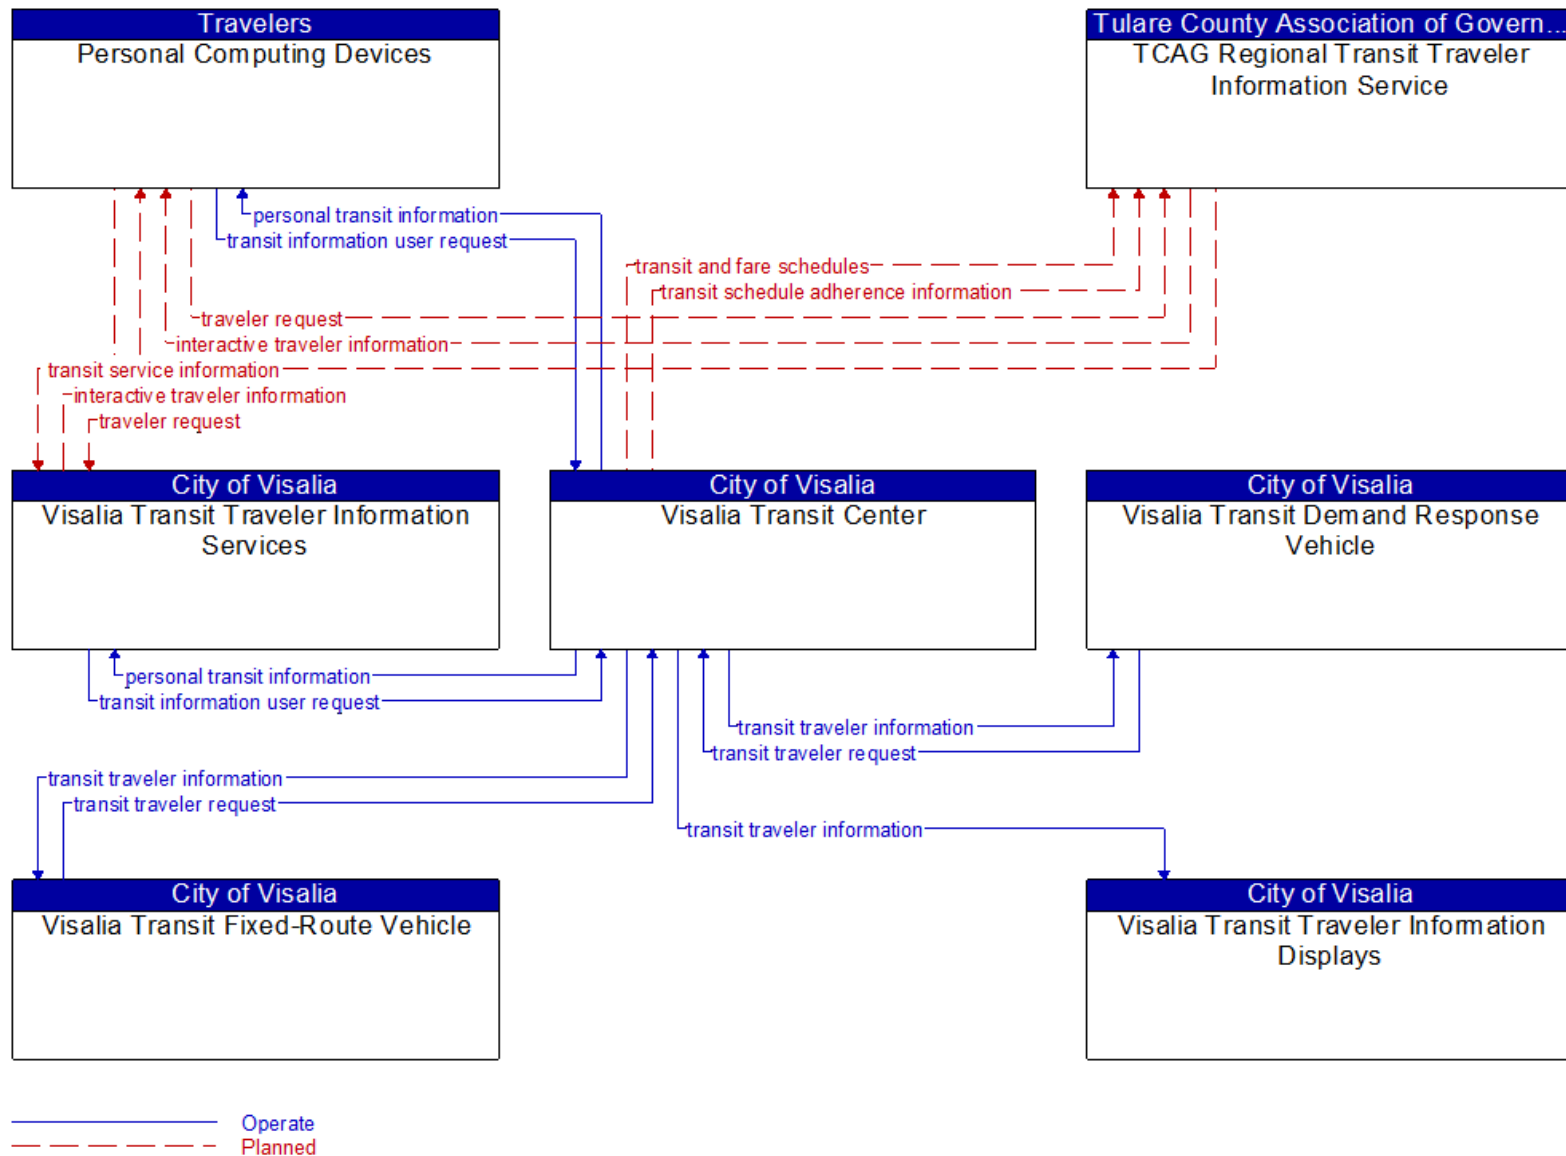 Travelers
Personal Computing Devices
Tulare County Association of Govern...
TCAG Regional Transit Traveler
Information Service
personal transit information
transit information user request
transit and fare schedules
transit schedule adherence information
traveler request
interactive traveler information
transit service information
interactive traveler information
traveler request
City of Visalia
Visalia Transit Traveler Information
Services
City of Visalia
Visalia Transit Center
City of Visalia
Visalia Transit Demand Response
Vehicle
personal transit information
transit information user request
transit traveler information
transit traveler request
transit traveler information
transit traveler request
transit traveler information
City of Visalia
Visalia Transit Fixed-Route Vehicle
City of Visalia
Visalia Transit Traveler Information
Displays
Operate
Planned